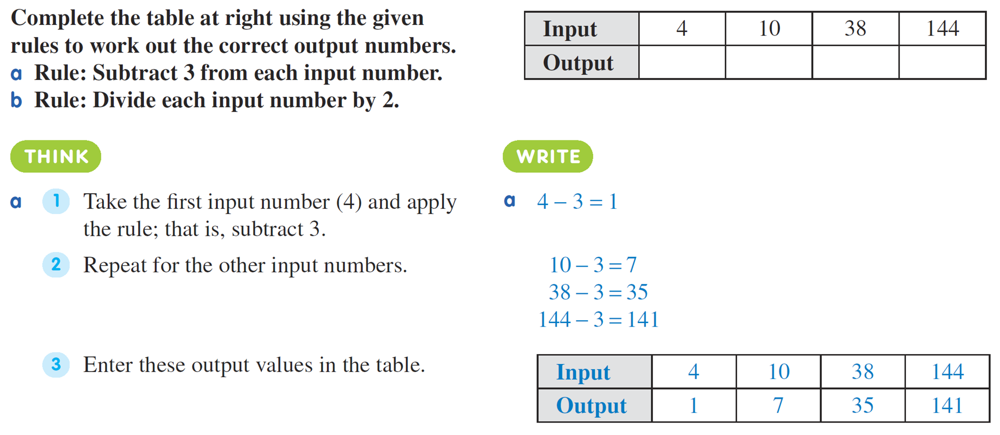 Complete the table at right using the given
rules to work out the correct output numbers.
a Rule: Subtract 3 from each input number.
b Rule: Divide each input number by 2.
Input 4 10 38 144
Output
THINK
WRITE
a 1 Take the first input number (4) and apply
the rule; that is, subtract 3.
a 4 – 3 = 1
2 Repeat for the other input numbers.
10 – 3 = 7
38 – 3 = 35
144 – 3 = 141
3 Enter these output values in the table.
Input 4 10 38 144
Output 1 7 35 141